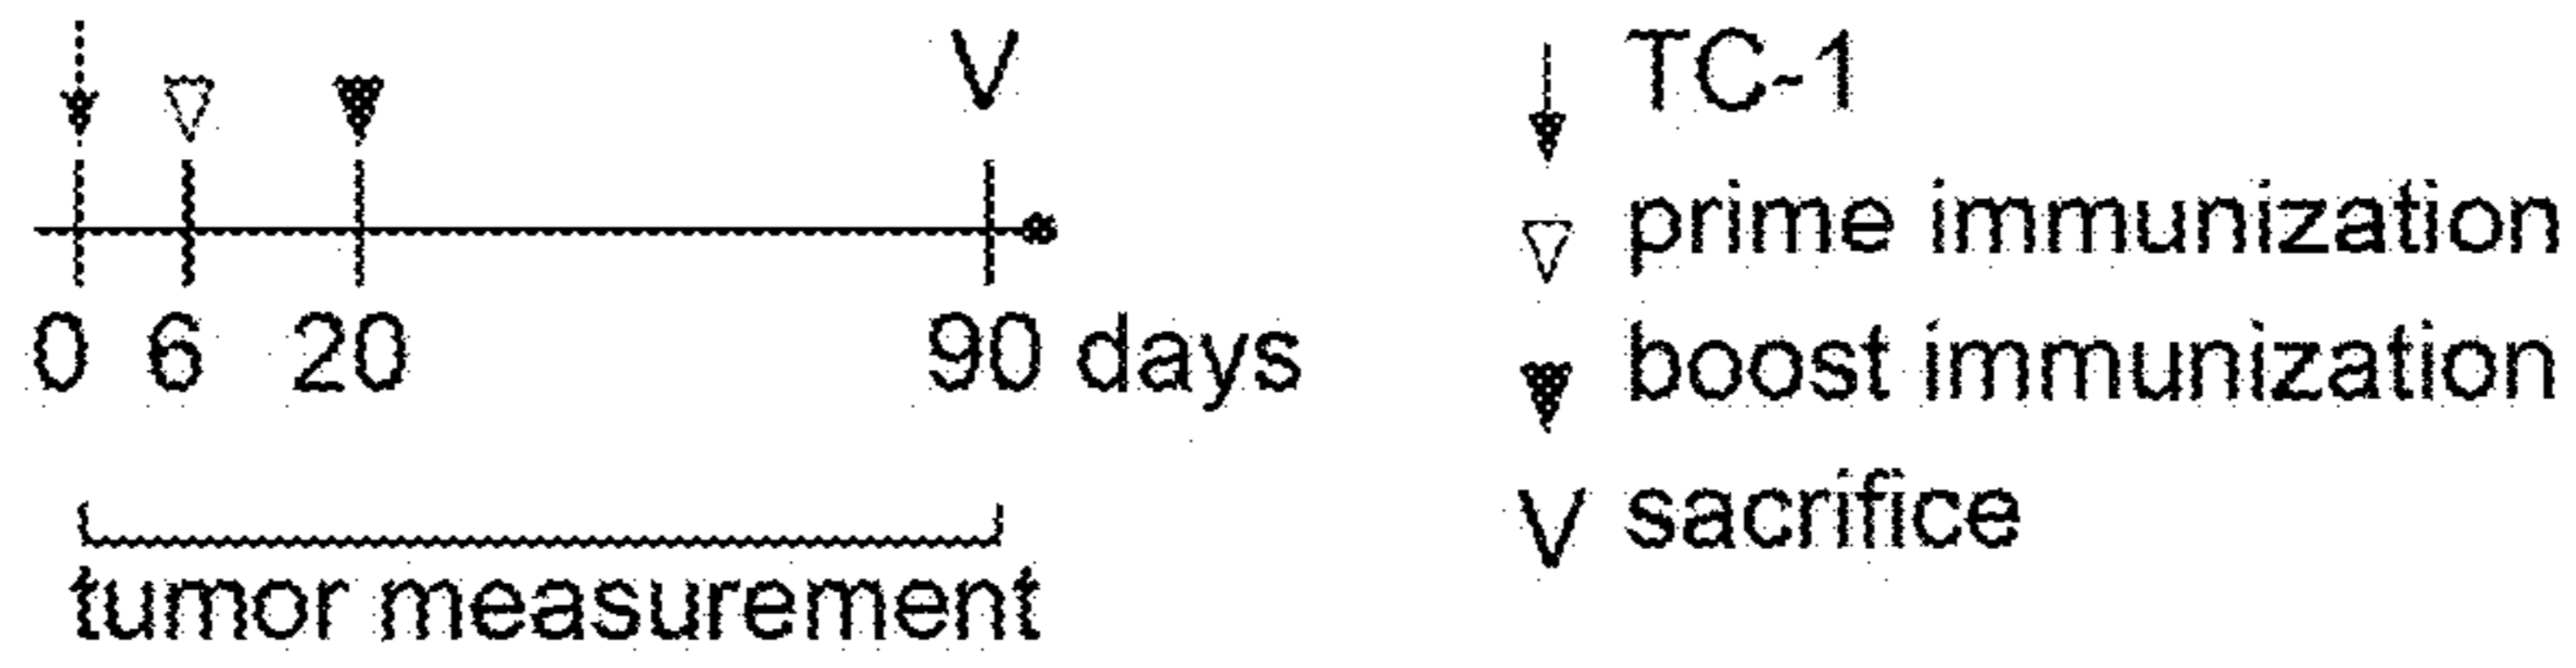 0 6 20 90 days
tumor measurement
TC-1
prime immunization
boost immunization
V sacrifice